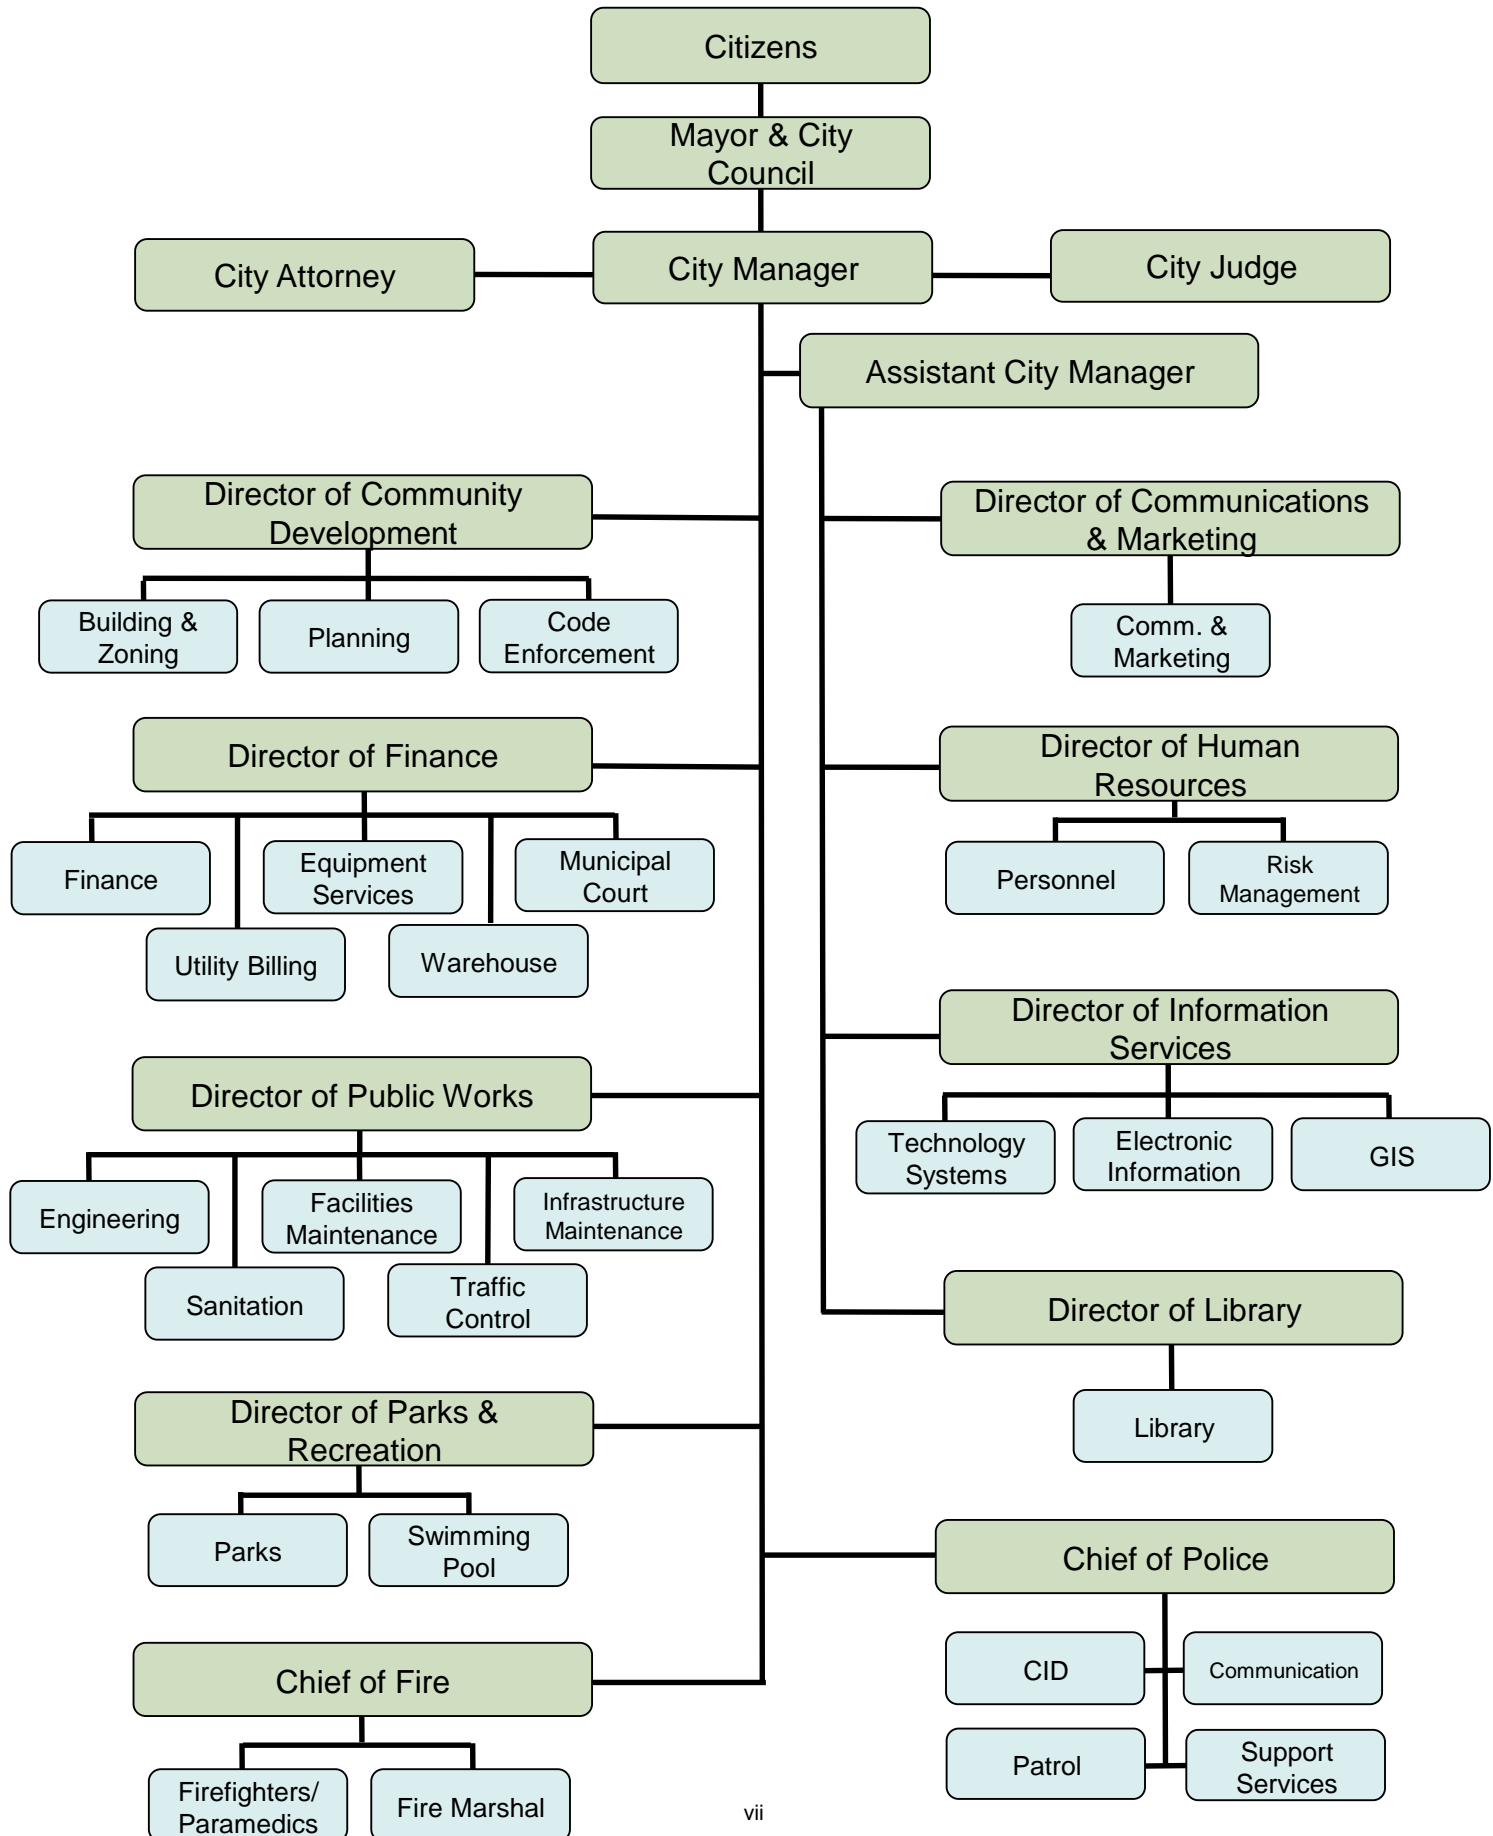 Citizens
Mayor & City
Council
City Attorney
City Manager
City Judge
Assistant City Manager
Director of Community
Development
Building &
Zoning
Planning
Code
Enforcement
Director of Communications
& Marketing
Comm. &
Marketing
Director of Finance
Finance
Equipment
Services
Municipal
Court
Utility Billing
Warehouse
Director of Human
Resources
Personnel
Risk
Management
Director of Information
Services
Technology
Systems
Electronic
Information
GIS
Director of Public Works
Engineering
Facilities
Maintenance
Infrastructure
Maintenance
Sanitation
Traffic
Control
Director of Library
Library
Director of Parks &
Recreation
Parks
Swimming
Pool
Chief of Police
CID
Communication
Patrol
Support
Services
Chief of Fire
Firefighters/
Paramedics
Fire Marshal
vii